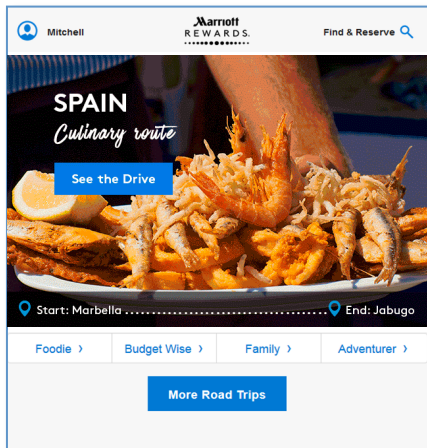 Mitchell
Marriott
REWARDS.
Find & Reserve
SPAIN
Culinary route
See the Drive
Start: Marbella
End: Jabugo
Foodie
Budget Wise
Family
Adventurer
More Road Trips